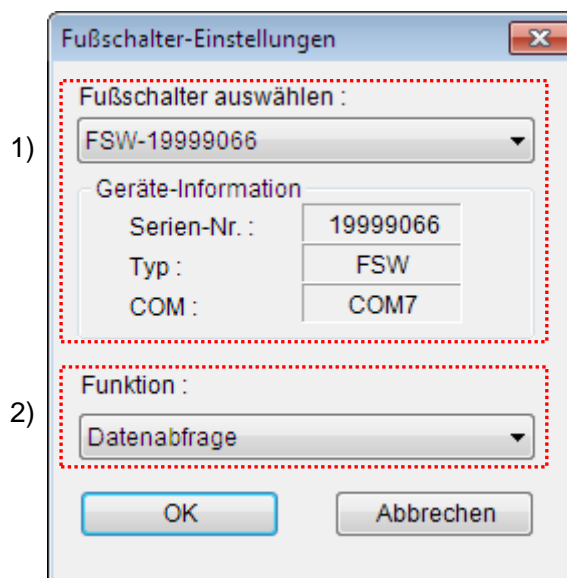 Fußschalter-Einstellungen
1)
Fußschalter auswählen :
FSW-19999066
Geräte-Information
Serien-Nr. : 19999066
Typ : FSW
COM : COM7
2)
Funktion :
Datenabfrage
OK Abbrechen